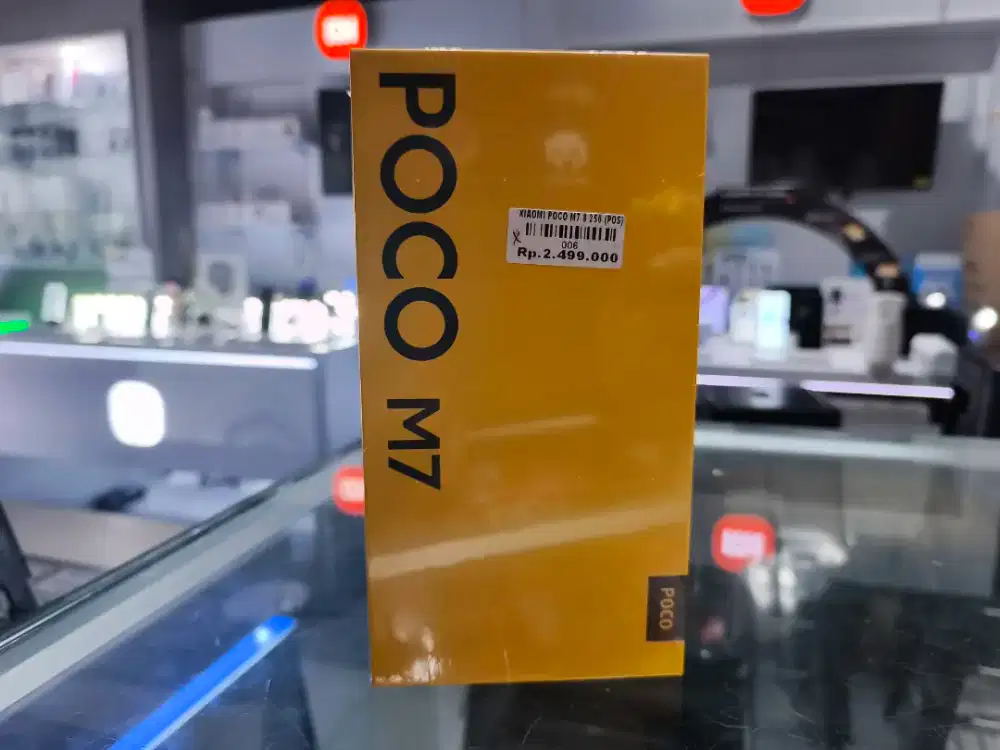 POCO M7
XIAOMI POCO M7 8 256 (POS)
X
006
Rp.2.499.000
POCO